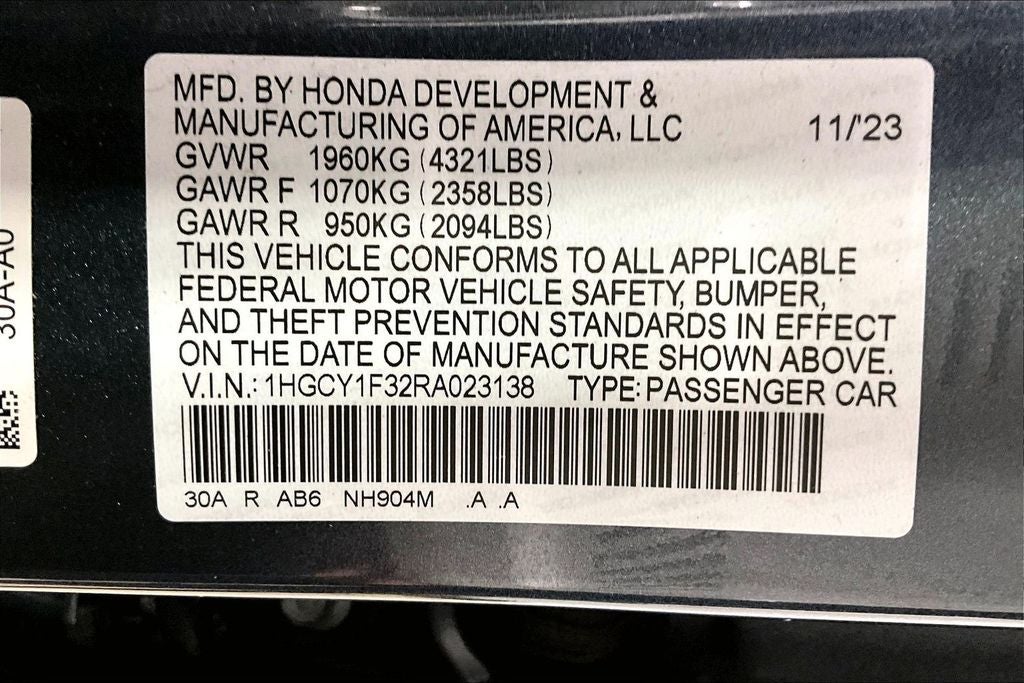 MFD. BY HONDA DEVELOPMENT &
MANUFACTURING OF AMERICA, LLC 11/'23
GVWR 1960KG (4321LBS)
GAWR F 1070KG (2358LBS)
GAWR R 950KG (2094LBS)
THIS VEHICLE CONFORMS TO ALL APPLICABLE
FEDERAL MOTOR VEHICLE SAFETY, BUMPER,
AND THEFT PREVENTION STANDARDS IN EFFECT
ON THE DATE OF MANUFACTURE SHOWN ABOVE.
V.I.N.: 1HGCY1F32RA023138 TYPE: PASSENGER CAR
30A R AB6 NH904M .A .A
30A-A0